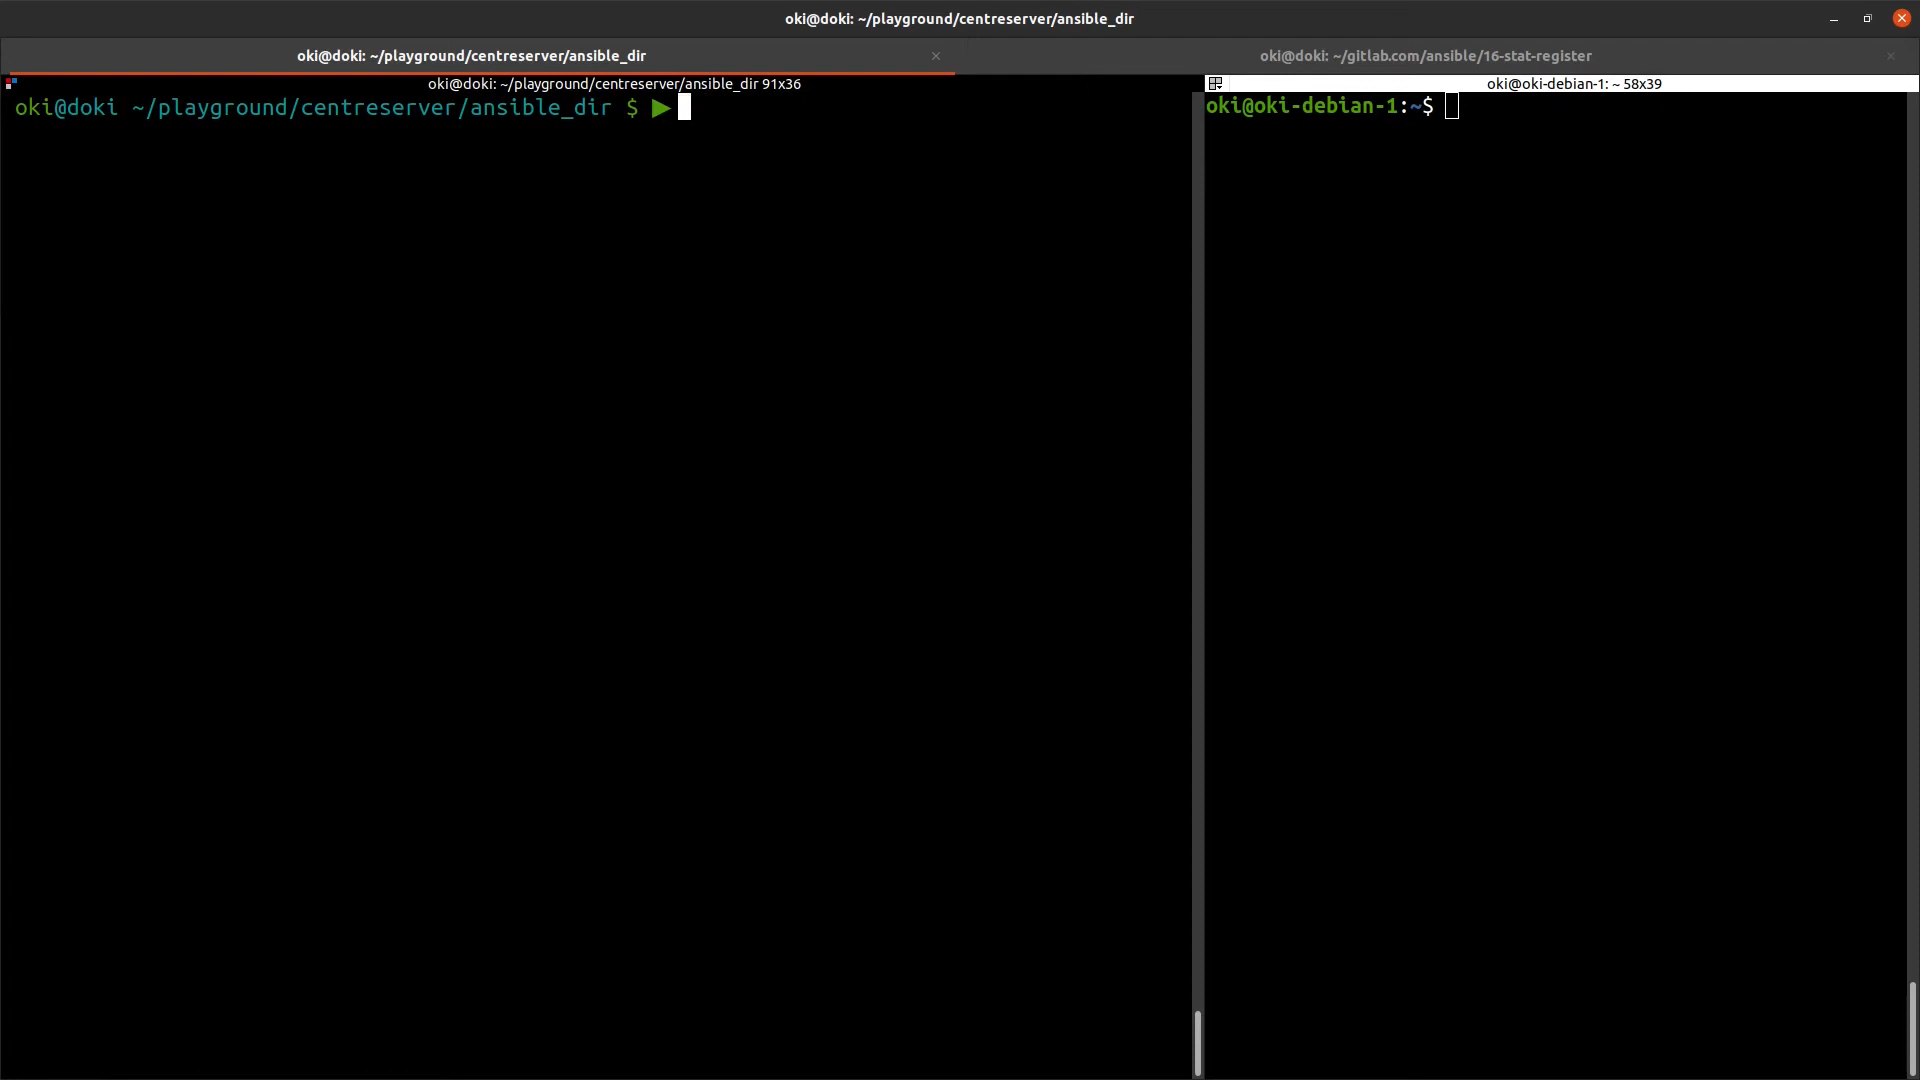 oki@doki: ~/playground/centreserver/ansible_dir
oki@doki: ~/playground/centreserver/ansible_dir
oki@doki: ~/gitlab.com/ansible/16-stat-register
oki@doki: ~/playground/centreserver/ansible_dir 91x36
oki@doki ~/playground/centreserver/ansible_dir $ ▶
oki@oki-debian-1: ~ 58x39
oki@oki-debian-1:~$